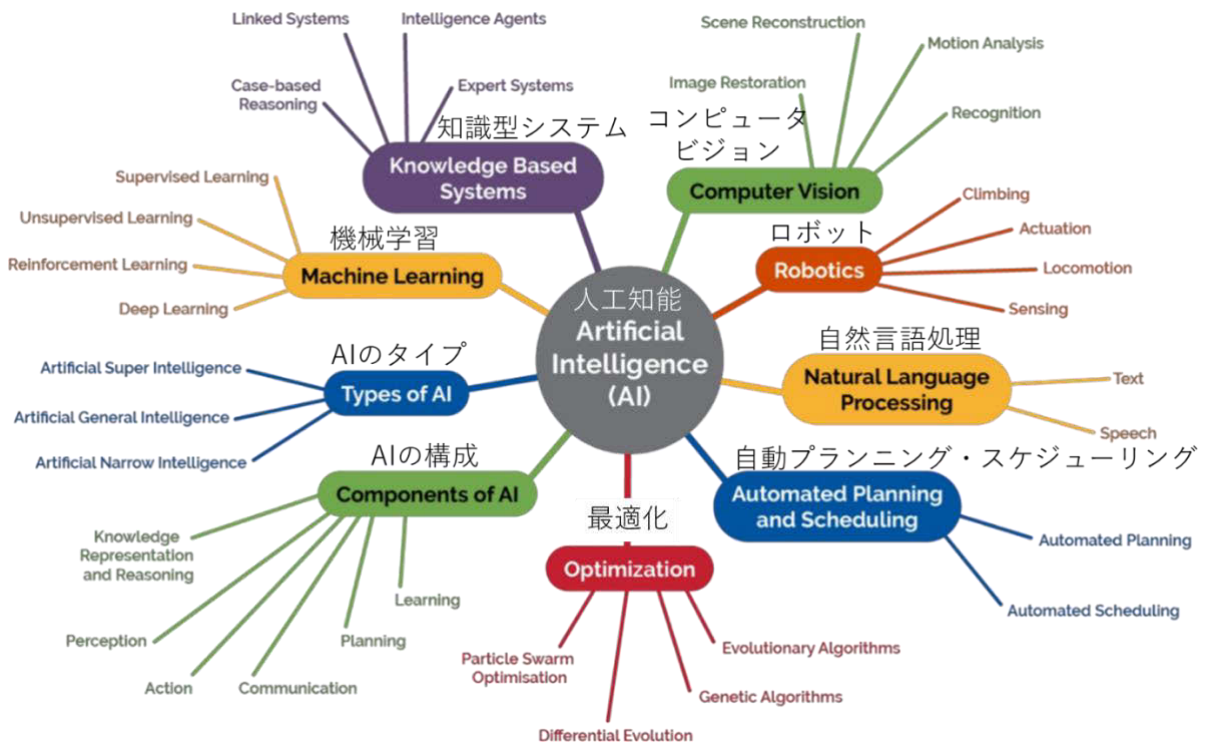 Linked Systems
Intelligence Agents
Case-based
Reasoning
Expert Systems
知識型システム
Knowledge Based
Systems
Scene Reconstruction
Motion Analysis
Image Restoration
Recognition
コンピュータ
ビジョン
Computer Vision
Supervised Learning
Unsupervised Learning
Reinforcement Learning
Deep Learning
機械学習
Machine Learning
Climbing
Actuation
Locomotion
Sensing
ロボット
Robotics
人工知能
Artificial
Intelligence
(AI)
Artificial Super Intelligence
Artificial General Intelligence
Artificial Narrow Intelligence
AIのタイプ
Types of AI
自然言語処理
Natural Language
Processing
Text
Speech
AIの構成
Components of AI
Knowledge
Representation
and Reasoning
Perception
Action
Communication
Planning
Learning
最適化
Optimization
Particle Swarm
Optimisation
Differential Evolution
Genetic Algorithms
Evolutionary Algorithms
自動プランニング・スケジューリング
Automated Planning
and Scheduling
Automated Planning
Automated Scheduling